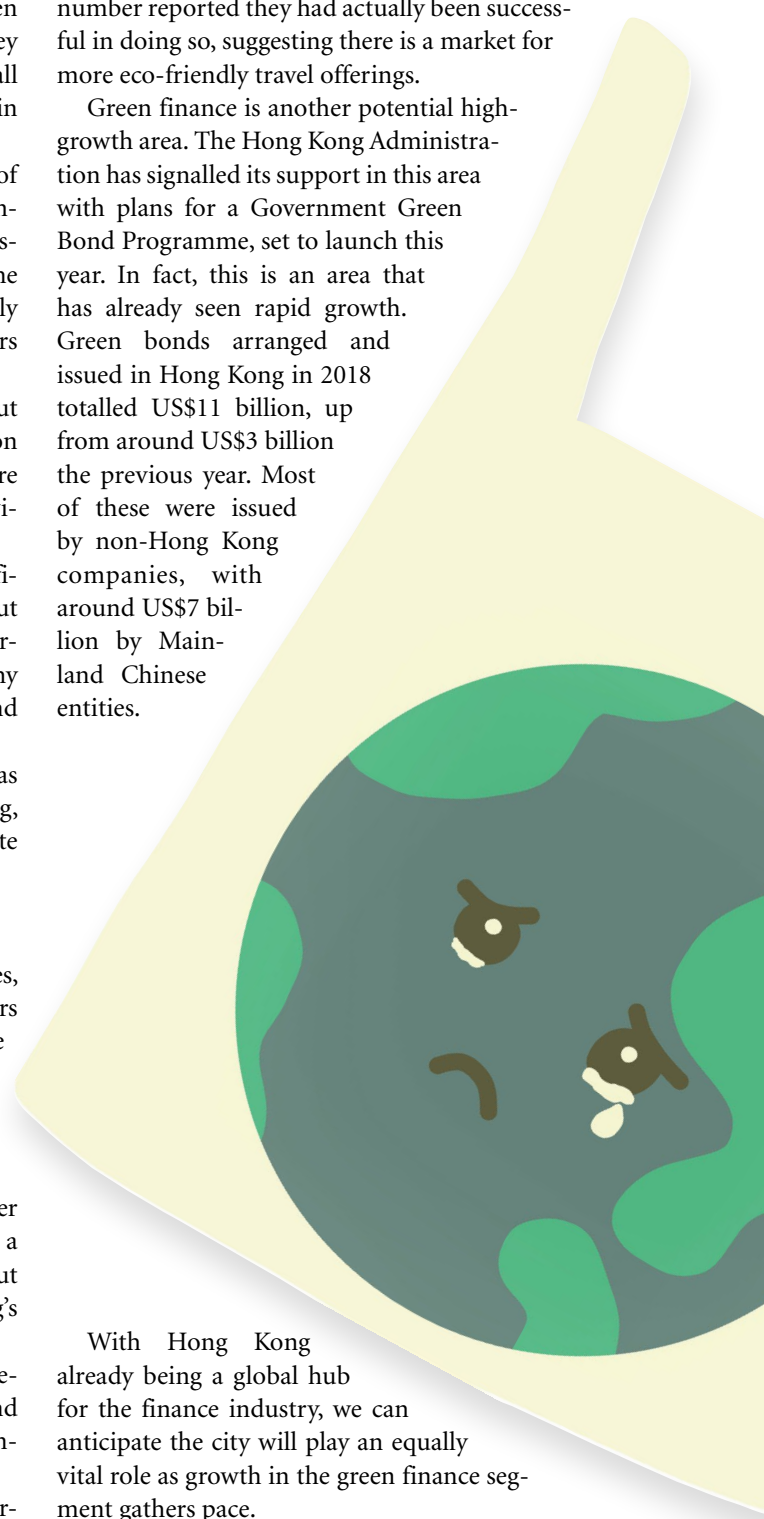 number reported they had actually been success-
ful in doing so, suggesting there is a market for
more eco-friendly travel offerings.
Green finance is another potential high-
growth area. The Hong Kong Administra-
tion has signalled its support in this area
with plans for a Government Green
Bond Programme, set to launch this
year. In fact, this is an area that
has already seen rapid growth.
Green bonds arranged and
issued in Hong Kong in 2018
totalled US$11 billion, up
from around US$3 billion
the previous year. Most
of these were issued
by non-Hong Kong
companies, with
around US$7 bil-
lion by Main-
land Chinese
entities.
With Hong Kong
already being a global hub
for the finance industry, we can
anticipate the city will play an equally
vital role as growth in the green finance seg-
ment gathers pace.